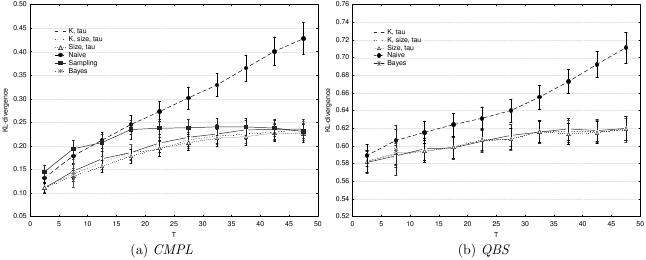 0.50
0.45
0.40
0.35
0.30
0.25
0.20
0.15
0.10
0.05
KL-divergence
K, tau
K, size, tau
Size, tau
Naive
Sampling
Bayes
0 5 10 15 20 25 30 35 40 45 50
T
(a) CMPL
0.76
0.72
0.70
0.68
0.66
0.64
0.62
0.60
0.58
0.56
0.54
0.52
KL-divergence
K, tau
K, size, tau
Size, tau
Naive
Bayes
0 5 10 15 20 25 30 35 40 45 50
T
(b) QBS